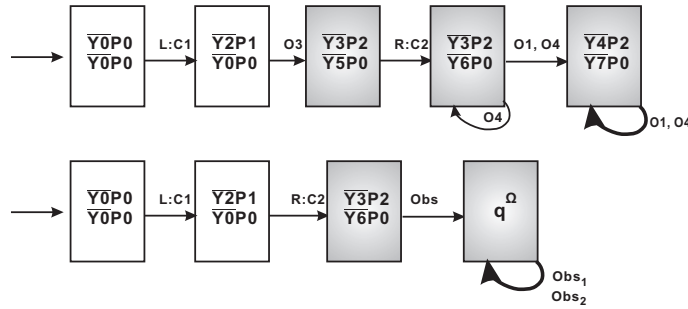 Y0P0 L:C1 Y2P1 O3 Y3P2 R:C2 Y3P2 O1, O4 Y4P2
Y0P0 Y0P0 Y5P0 Y6P0 Y7P0
O4 O1, O4
Y0P0 L:C1 Y2P1 R:C2 Y3P2 Obs q^Ω
Y0P0 Y0P0 Y6P0
Obs₁
Obs₂